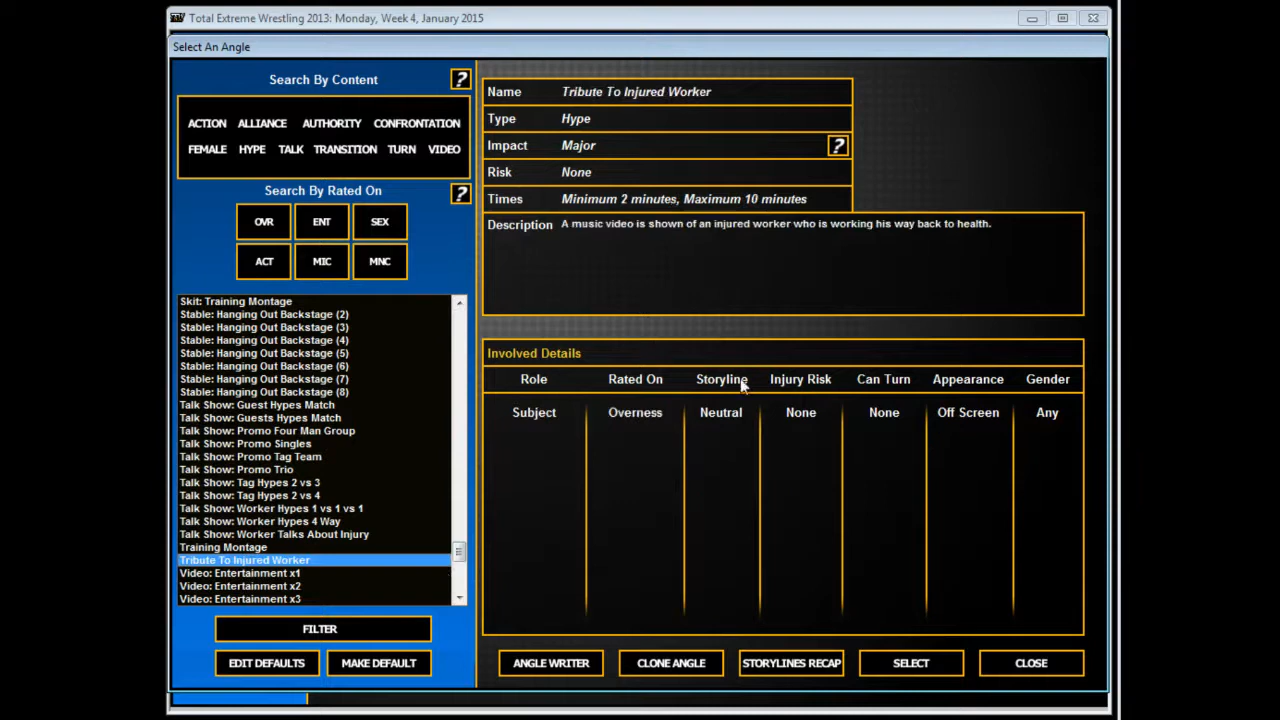 Total Extreme Wrestling 2013: Monday, Week 4, January 2015
Select An Angle
Search By Content ?
ACTION ALLIANCE AUTHORITY CONFRONTATION
FEMALE HYPE TALK TRANSITION TURN VIDEO
Search By Rated On ?
OVR ENT SEX
ACT MIC MNC
Skit: Training Montage
Stable: Hanging Out Backstage (2)
Stable: Hanging Out Backstage (3)
Stable: Hanging Out Backstage (4)
Stable: Hanging Out Backstage (5)
Stable: Hanging Out Backstage (6)
Stable: Hanging Out Backstage (7)
Stable: Hanging Out Backstage (8)
Talk Show: Guest Hypes Match
Talk Show: Guests Hypes Match
Talk Show: Promo Four Man Group
Talk Show: Promo Singles
Talk Show: Promo Tag Team
Talk Show: Promo Trio
Talk Show: Tag Hypes 2 vs 3
Talk Show: Tag Hypes 2 vs 4
Talk Show: Worker Hypes 1 vs 1 vs 1
Talk Show: Worker Hypes 4 Way
Talk Show: Worker Talks About Injury
Training Montage
Tribute To Injured Worker
Video: Entertainment x1
Video: Entertainment x2
Video: Entertainment x3
FILTER
EDIT DEFAULTS MAKE DEFAULT
Name Tribute To Injured Worker
Type Hype
Impact Major ?
Risk None
Times Minimum 2 minutes, Maximum 10 minutes
Description A music video is shown of an injured worker who is working his way back to health.
Involved Details
Role Rated On Storyline Injury Risk Can Turn Appearance Gender
Subject Overness Neutral None None Off Screen Any
ANGLE WRITER CLONE ANGLE STORYLINES RECAP SELECT CLOSE